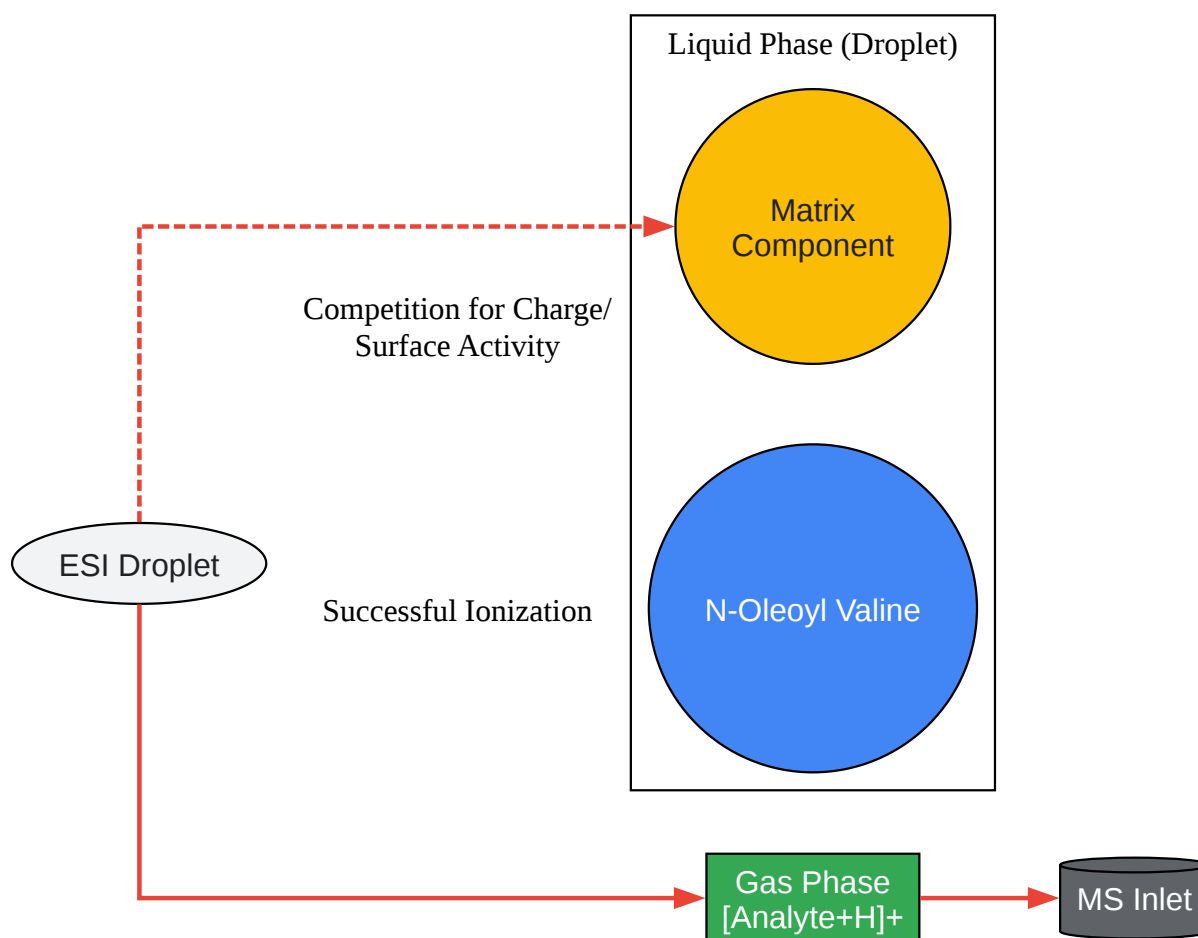 Liquid Phase (Droplet)
Matrix
Component
Competition for Charge/
Surface Activity
ESI Droplet
Successful Ionization
N-Oleoyl Valine
Gas Phase
[Analyte+H]+
MS Inlet